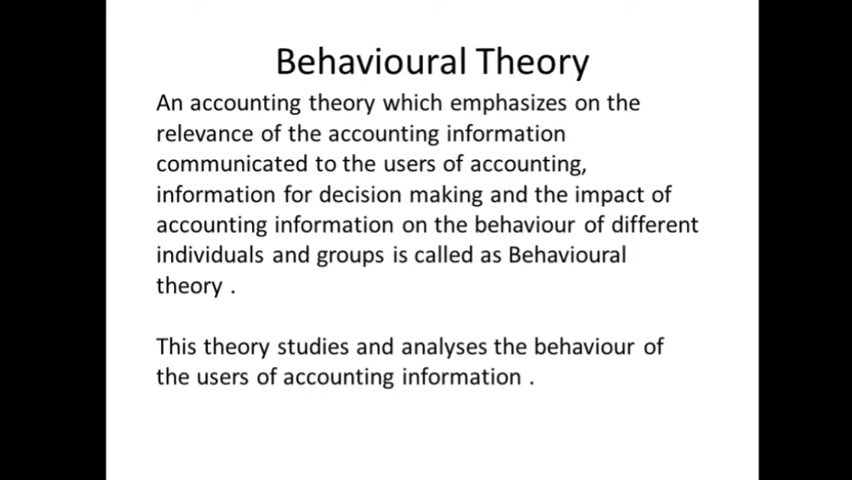 Behavioural Theory
An accounting theory which emphasizes on the
relevance of the accounting information
communicated to the users of accounting,
information for decision making and the impact of
accounting information on the behaviour of different
individuals and groups is called as Behavioural
theory .
This theory studies and analyses the behaviour of
the users of accounting information .